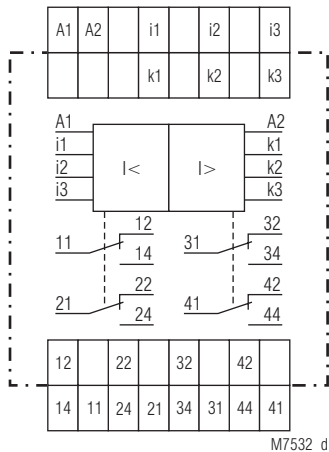 A1 A2 i1 i2 i3
k1 k2 k3
A1 A2
i1 k1
i2 I< I> k2
i3 k3
12 32
11 14 31 34
22 42
21 24 41 44
12 22 32 42
14 11 24 21 34 31 44 41
M7532_d